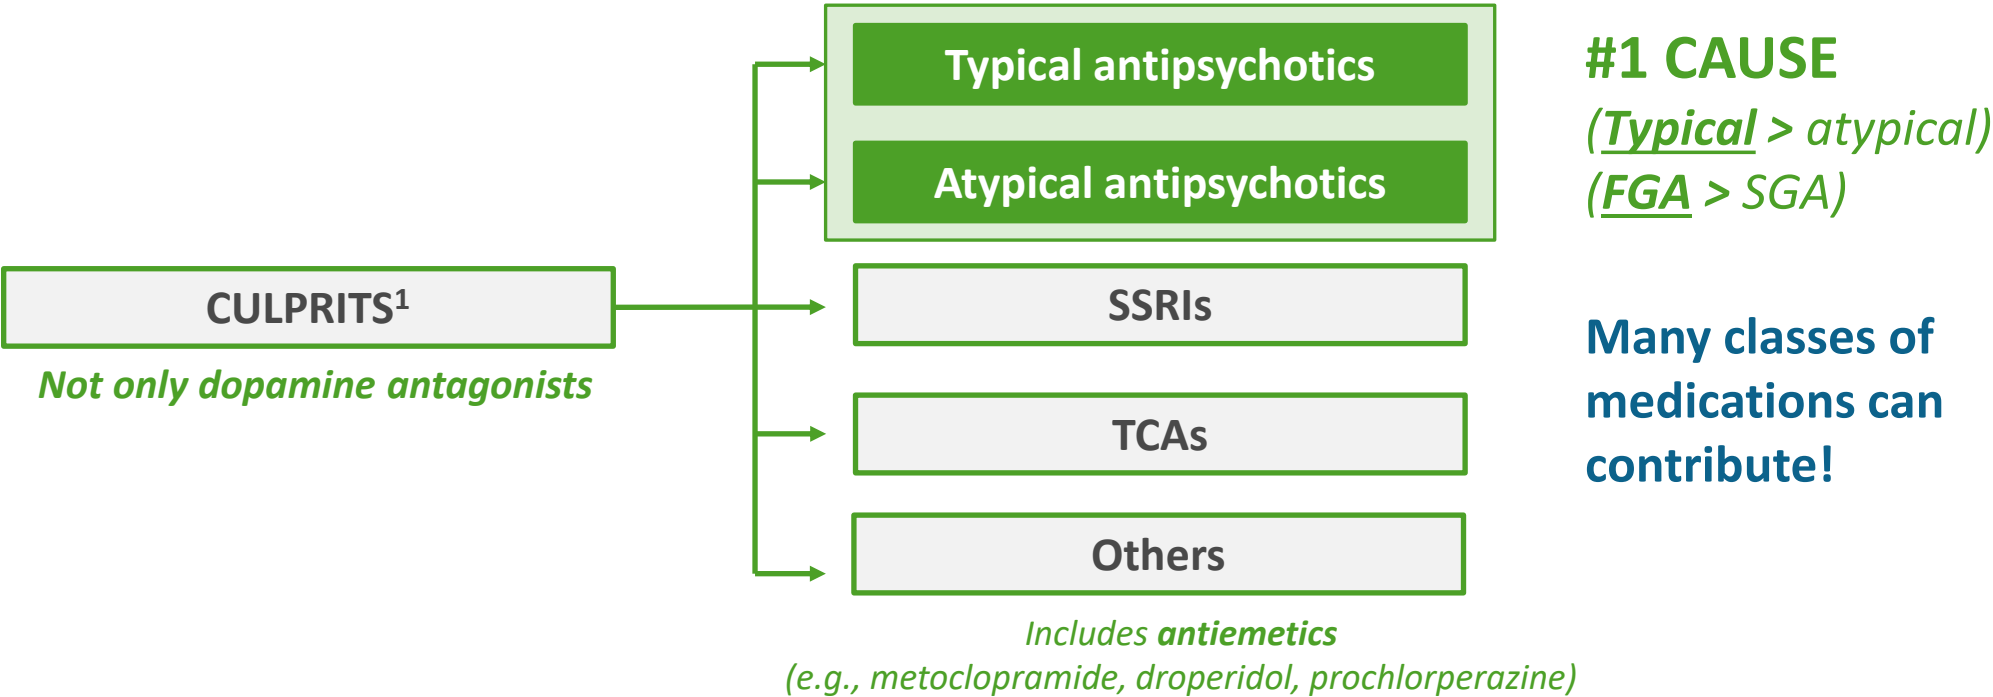 Typical antipsychotics
Atypical antipsychotics
#1 CAUSE
(Typical > atypical)
(FGA > SGA)
CULPRITS¹
Not only dopamine antagonists
SSRIs
TCAs
Others
Includes antiemetics
(e.g., metoclopramide, droperidol, prochlorperazine)
Many classes of
medications can
contribute!